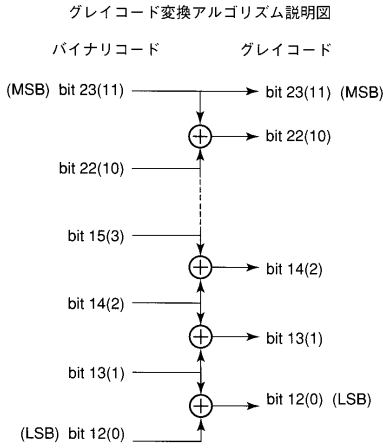 グレイコード変換アルゴリズム説明図
バイナリコード グレイコード
(MSB) bit 23(11) bit 23(11) (MSB)
bit 22(10)
bit 22(10)
bit 15(3)
bit 14(2)
bit 14(2)
bit 13(1)
bit 13(1)
bit 12(0) (LSB)
(LSB) bit 12(0)